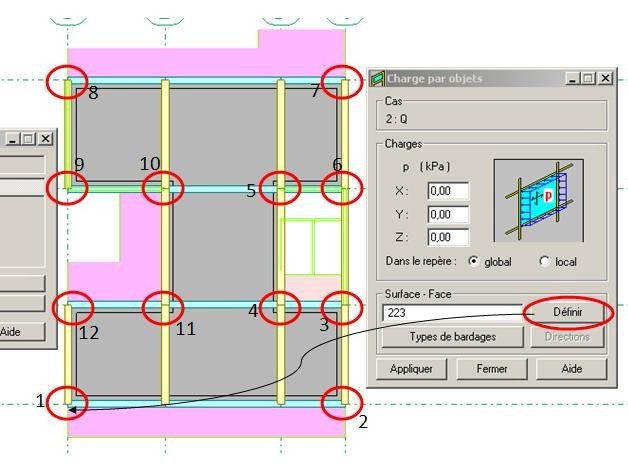 8
7
9
10
5
6
12
11
4
3
1
2
Aide
Charge par objets
Cas
2 : Q
Charges
p (kPa)
X : 0,00
Y : 0,00
Z : 0,00
p
Dans le repère : global local
Surface - Face
223 Définir
Types de bardages Directions
Appliquer Fermer Aide